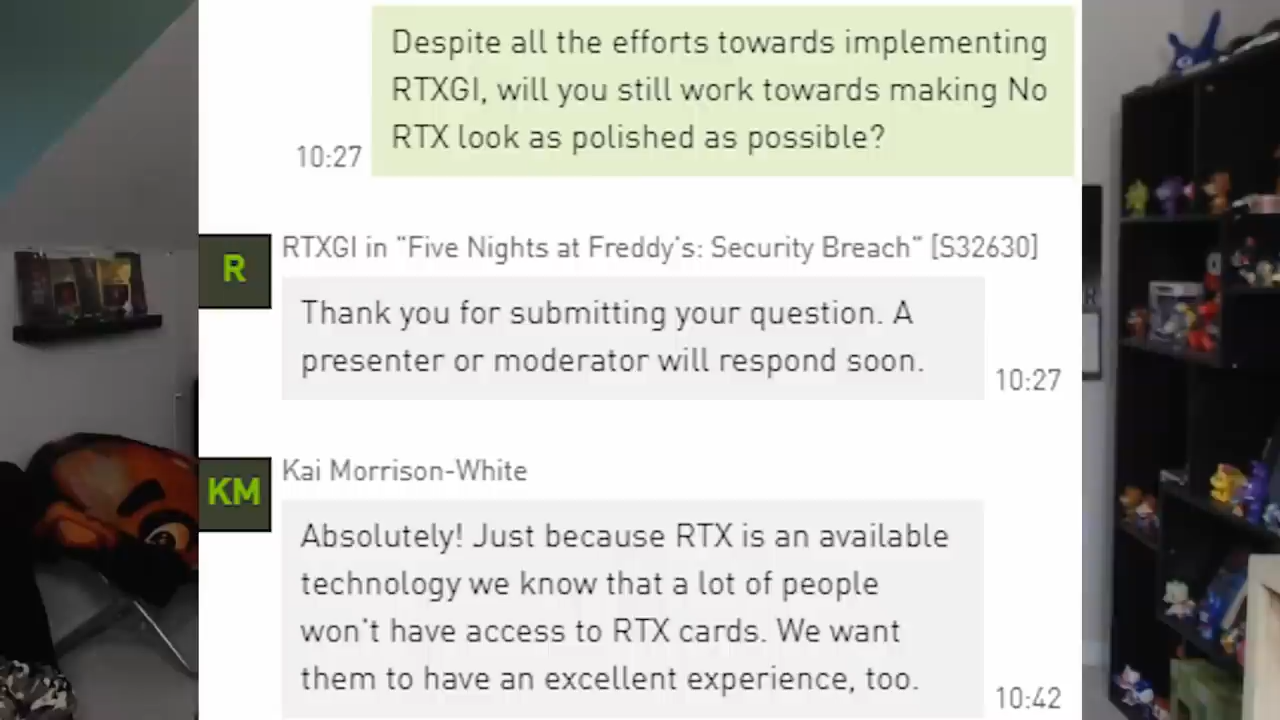 Despite all the efforts towards implementing
RTXGI, will you still work towards making No
RTX look as polished as possible?
10:27
R
RTXGI in "Five Nights at Freddy's: Security Breach" [S32630]
Thank you for submitting your question. A
presenter or moderator will respond soon.
10:27
KM
Kai Morrison-White
Absolutely! Just because RTX is an available
technology we know that a lot of people
won't have access to RTX cards. We want
them to have an excellent experience, too.
10:42